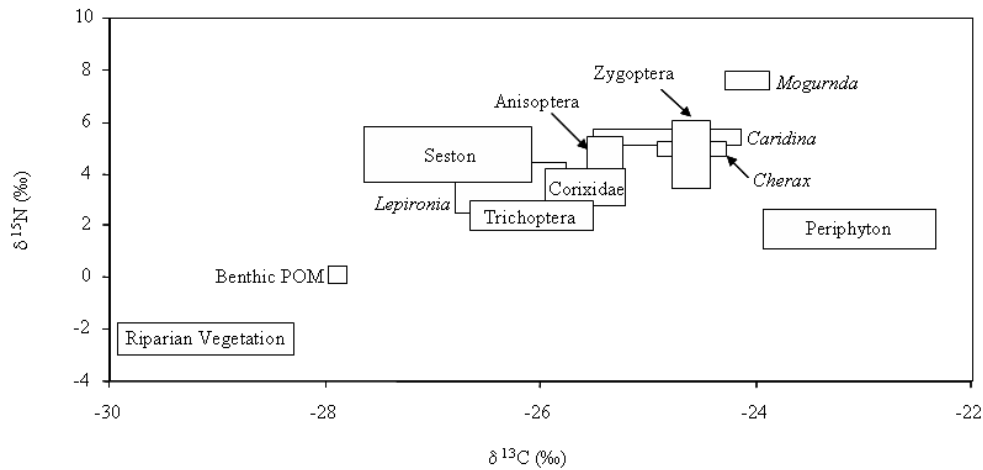 10
8
6
4
2
0
-2
-4
δ ¹⁵N (‰)
Zygoptera
Mogurnda
Anisoptera
Caridina
Seston
Cherax
Corixidae
Lepironia
Trichoptera
Periphyton
Benthic POM
Riparian Vegetation
-30 -28 -26 -24 -22
δ ¹³C (‰)